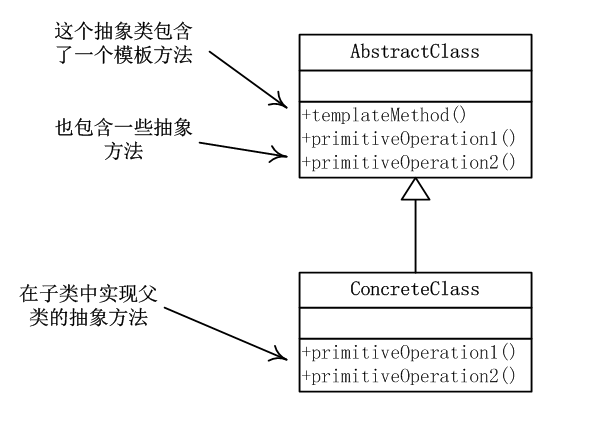 这个抽象类包含
了一个模板方法
AbstractClass
+templateMethod()
也包含一些抽象
方法
+primitiveOperation1()
+primitiveOperation2()
ConcreteClass
在子类中实现父
类的抽象方法
+primitiveOperation1()
+primitiveOperation2()